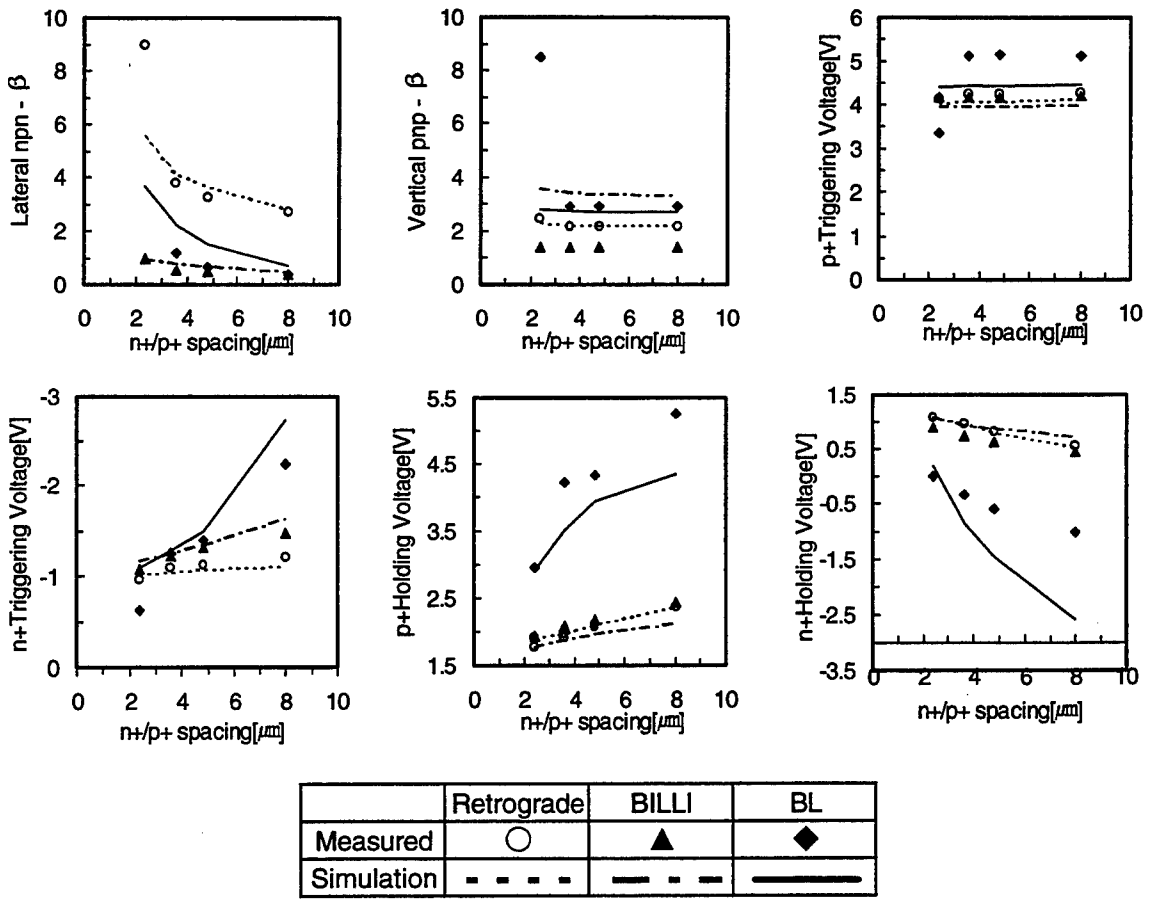 10
8
6
4
2
0
Lateral npn - β
0 2 4 6 8 10
n+/p+ spacing[μm]
10
8
6
4
2
0
Vertical pnp - β
0 2 4 6 8 10
n+/p+ spacing[μm]
6
5
4
3
2
1
0
p+Triggering Voltage[V]
0 2 4 6 8 10
n+/p+ spacing[μm]
-3
-2
-1
0
n+Triggering Voltage[V]
0 2 4 6 8 10
n+/p+ spacing[μm]
5.5
4.5
3.5
2.5
1.5
p+Holding Voltage[V]
0 2 4 6 8 10
n+/p+ spacing[μm]
1.5
0.5
-0.5
-1.5
-2.5
-3.5
n+Holding Voltage[V]
0 2 4 6 8 10
n+/p+ spacing[μm]
Retrograde BILLI BL
Measured
Simulation